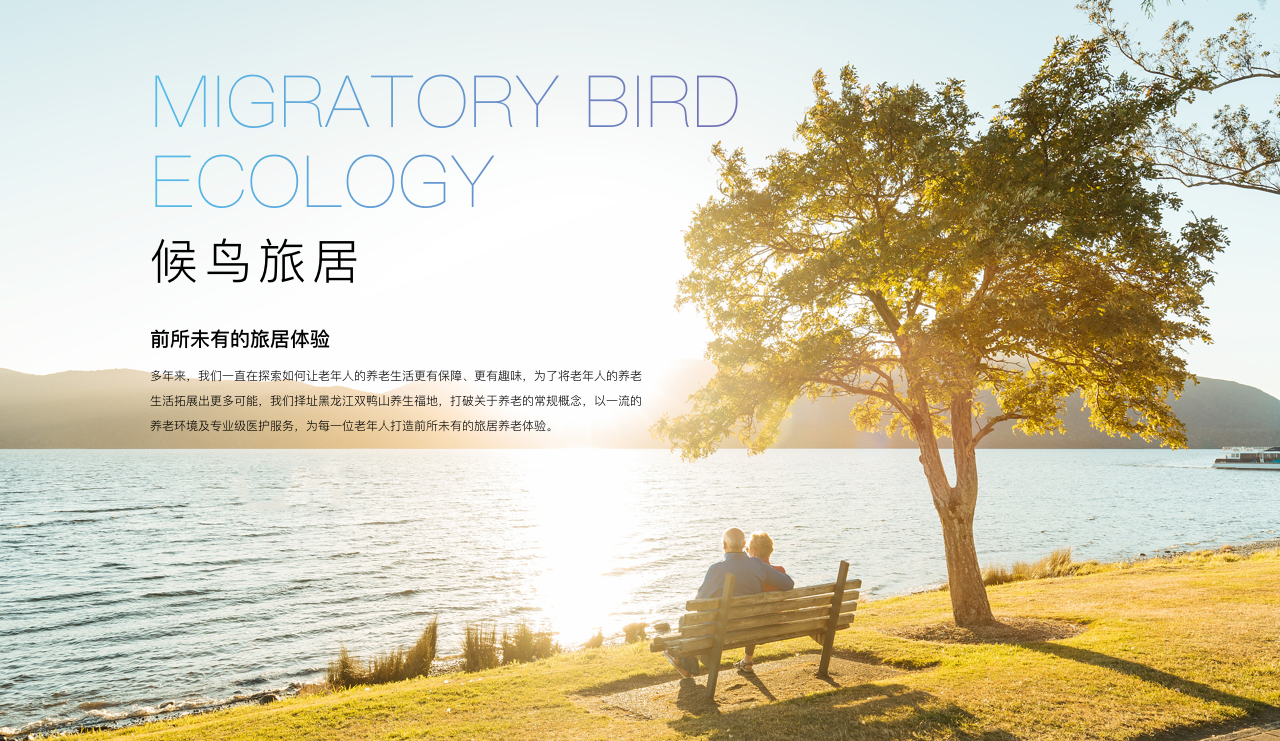 MIGRATORY BIRD
ECOLOGY
候鸟旅居
前所未有的旅居体验
多年来，我们一直在探索如何让老年人的养老生活更有保障、更有趣味，为了将老年人的养老
生活拓展出更多可能，我们择址黑龙江双鸭山养生福地，打破关于养老的常规概念，以一流的
养老环境及专业级医护服务，为每一位老年人打造前所未有的旅居养老体验。